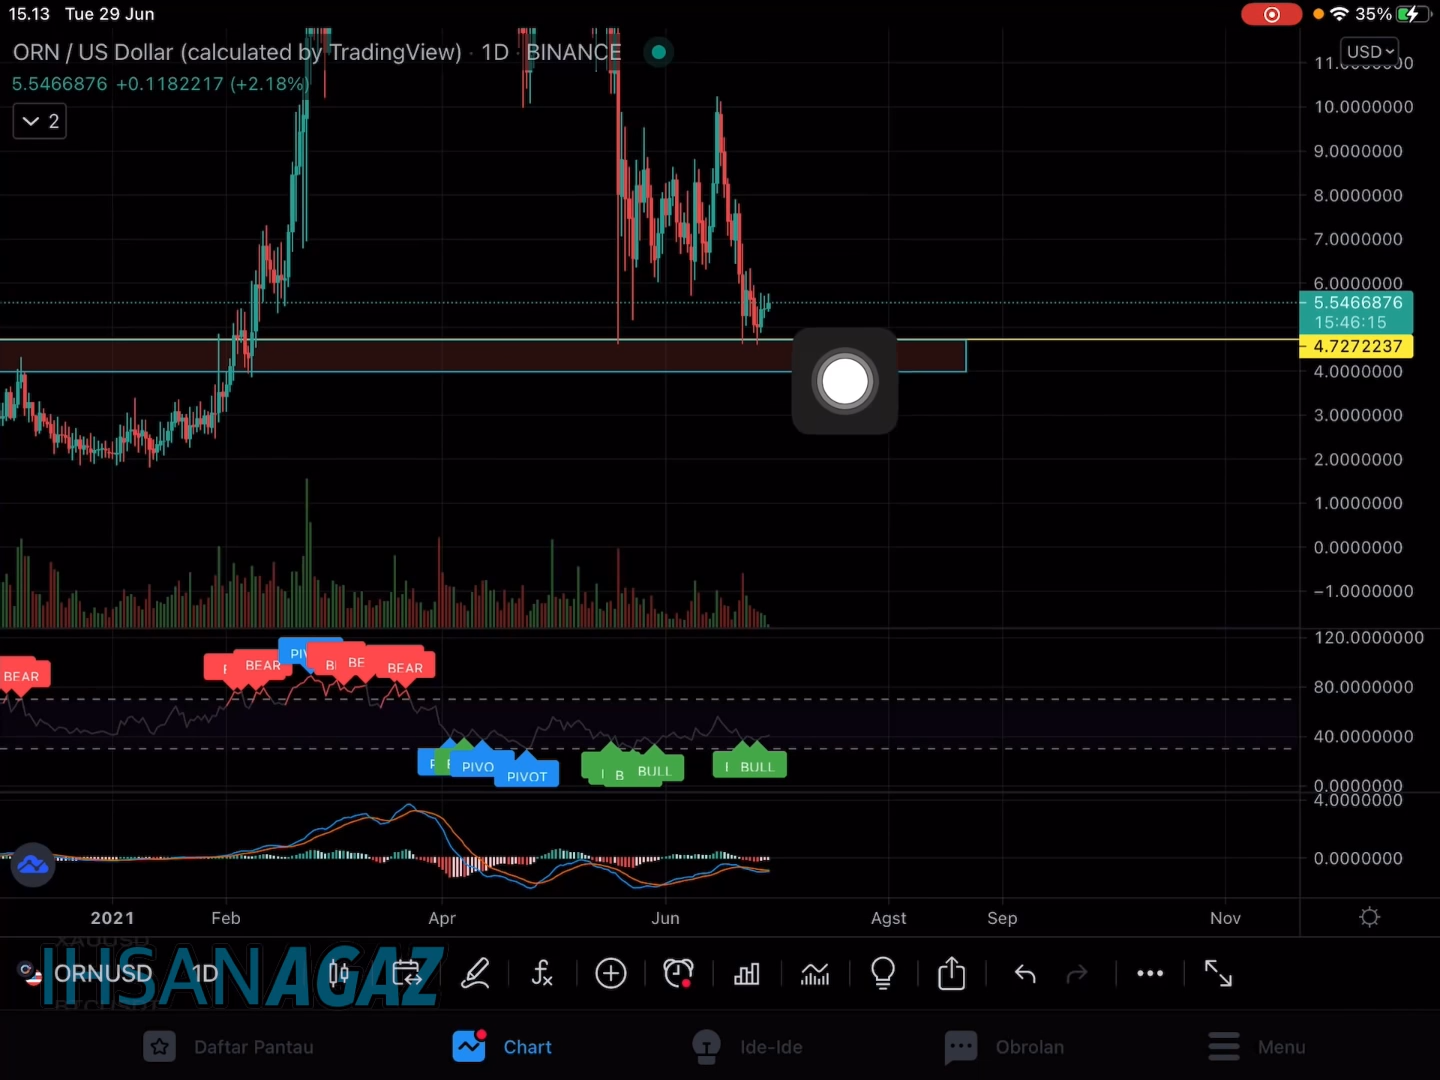 15.13 Tue 29 Jun
35%
ORN / US Dollar (calculated by TradingView) · 1D · BINANCE
USD
5.5466876 +0.1182217 (+2.18%)
2
10.0000000
9.0000000
8.0000000
7.0000000
6.0000000
5.5466876
15:46:15
4.7272237
4.0000000
3.0000000
2.0000000
1.0000000
0.0000000
−1.0000000
120.0000000
80.0000000
40.0000000
0.0000000
BEAR
BEAR
BEAR
PIVO
PIVOT
BULL
BULL
4.0000000
0.0000000
2021 Feb Apr Jun Agst Sep Nov
XAUUSD
ORNUSD 1D
BTCUSDT
IHSANAGAZ
Daftar Pantau Chart Ide-Ide Obrolan Menu